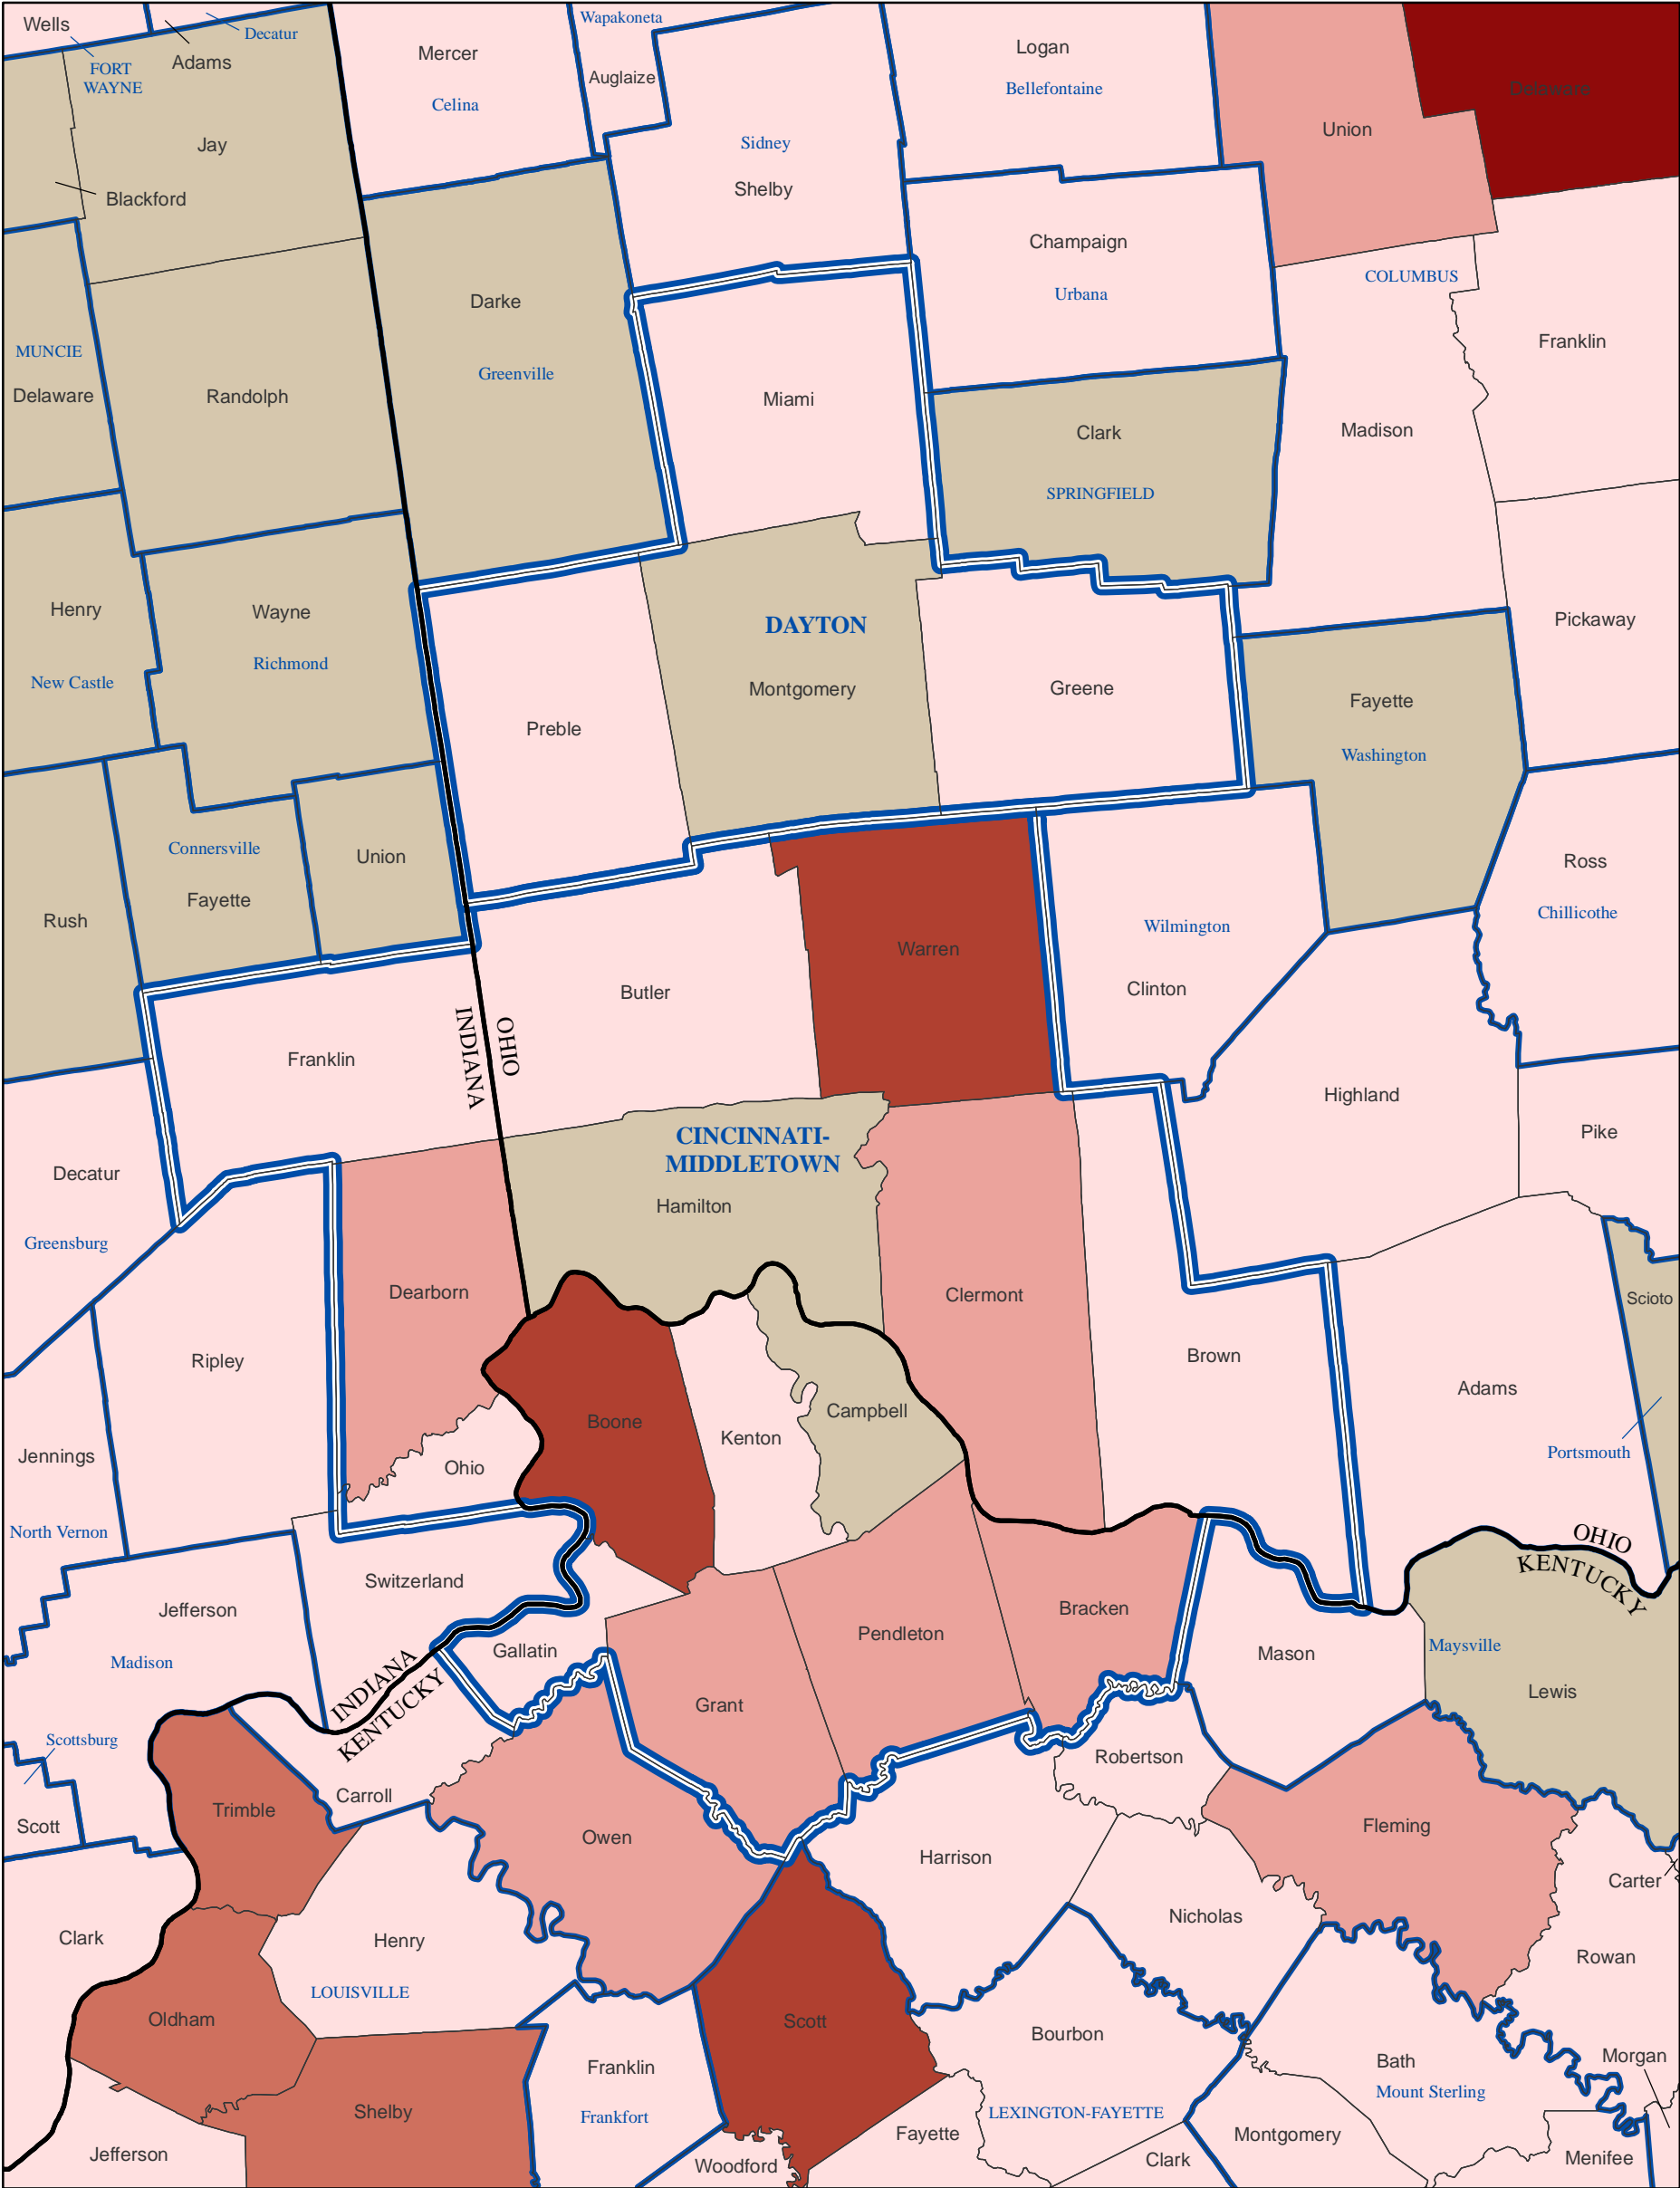 Wells
Decatur
Adams
FORT
WAYNE
Jay
Blackford
Mercer
Celina
Wapakoneta
Auglaize
Sidney
Shelby
Logan
Bellefontaine
Union
Delaware
Champaign
Urbana
COLUMBUS
Franklin
Darke
Greenville
MUNCIE
Delaware
Randolph
Miami
Clark
SPRINGFIELD
Madison
Henry
New Castle
Wayne
Richmond
DAYTON
Montgomery
Greene
Preble
Pickaway
Fayette
Washington
Connersville
Fayette
Union
Rush
Ross
Chillicothe
Warren
Wilmington
Clinton
Butler
OHIO
INDIANA
Franklin
Highland
Pike
CINCINNATI-
MIDDLETOWN
Hamilton
Decatur
Greensburg
Dearborn
Clermont
Scioto
Ripley
Brown
Adams
Boone
Kenton
Campbell
Jennings
Ohio
Portsmouth
North Vernon
OHIO
KENTUCKY
Switzerland
Jefferson
Madison
Gallatin
Pendleton
Bracken
Mason
Maysville
Lewis
INDIANA
KENTUCKY
Grant
Scottsburg
Robertson
Carroll
Trimble
Scott
Owen
Harrison
Fleming
Carter
Nicholas
Clark
Henry
LOUISVILLE
Rowan
Oldham
Scott
Bourbon
Franklin
Frankfort
Bath
Mount Sterling
Morgan
Shelby
LEXINGTON-FAYETTE
Fayette
Montgomery
Jefferson
Woodford
Clark
Menifee